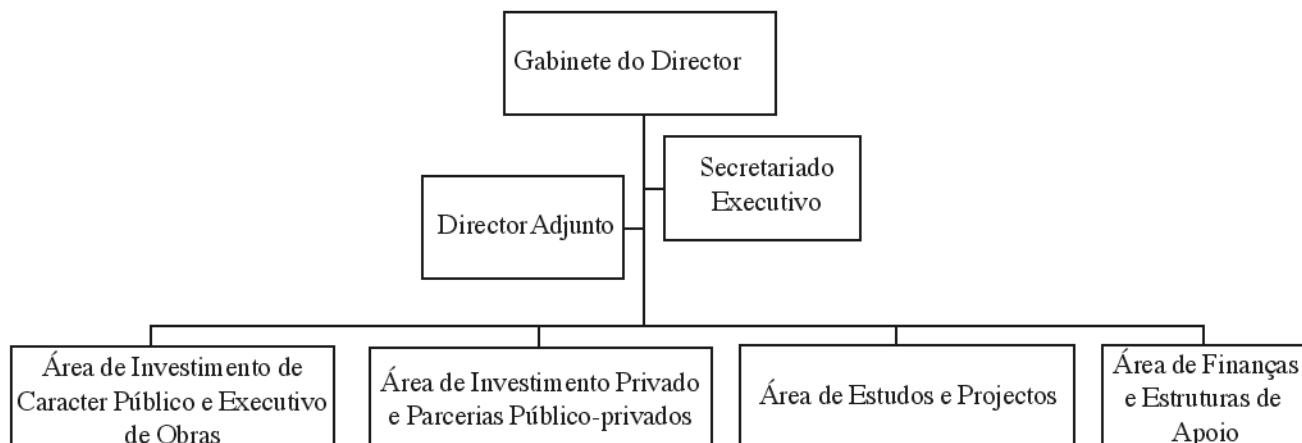 Gabinete do Director
Secretariado
Executivo
Director Adjunto
Área de Investimento de
Caracter Público e Executivo
de Obras
Área de Investimento Privado
e Parcerias Público-privados
Área de Estudos e Projectos
Área de Finanças
e Estruturas de
Apoio